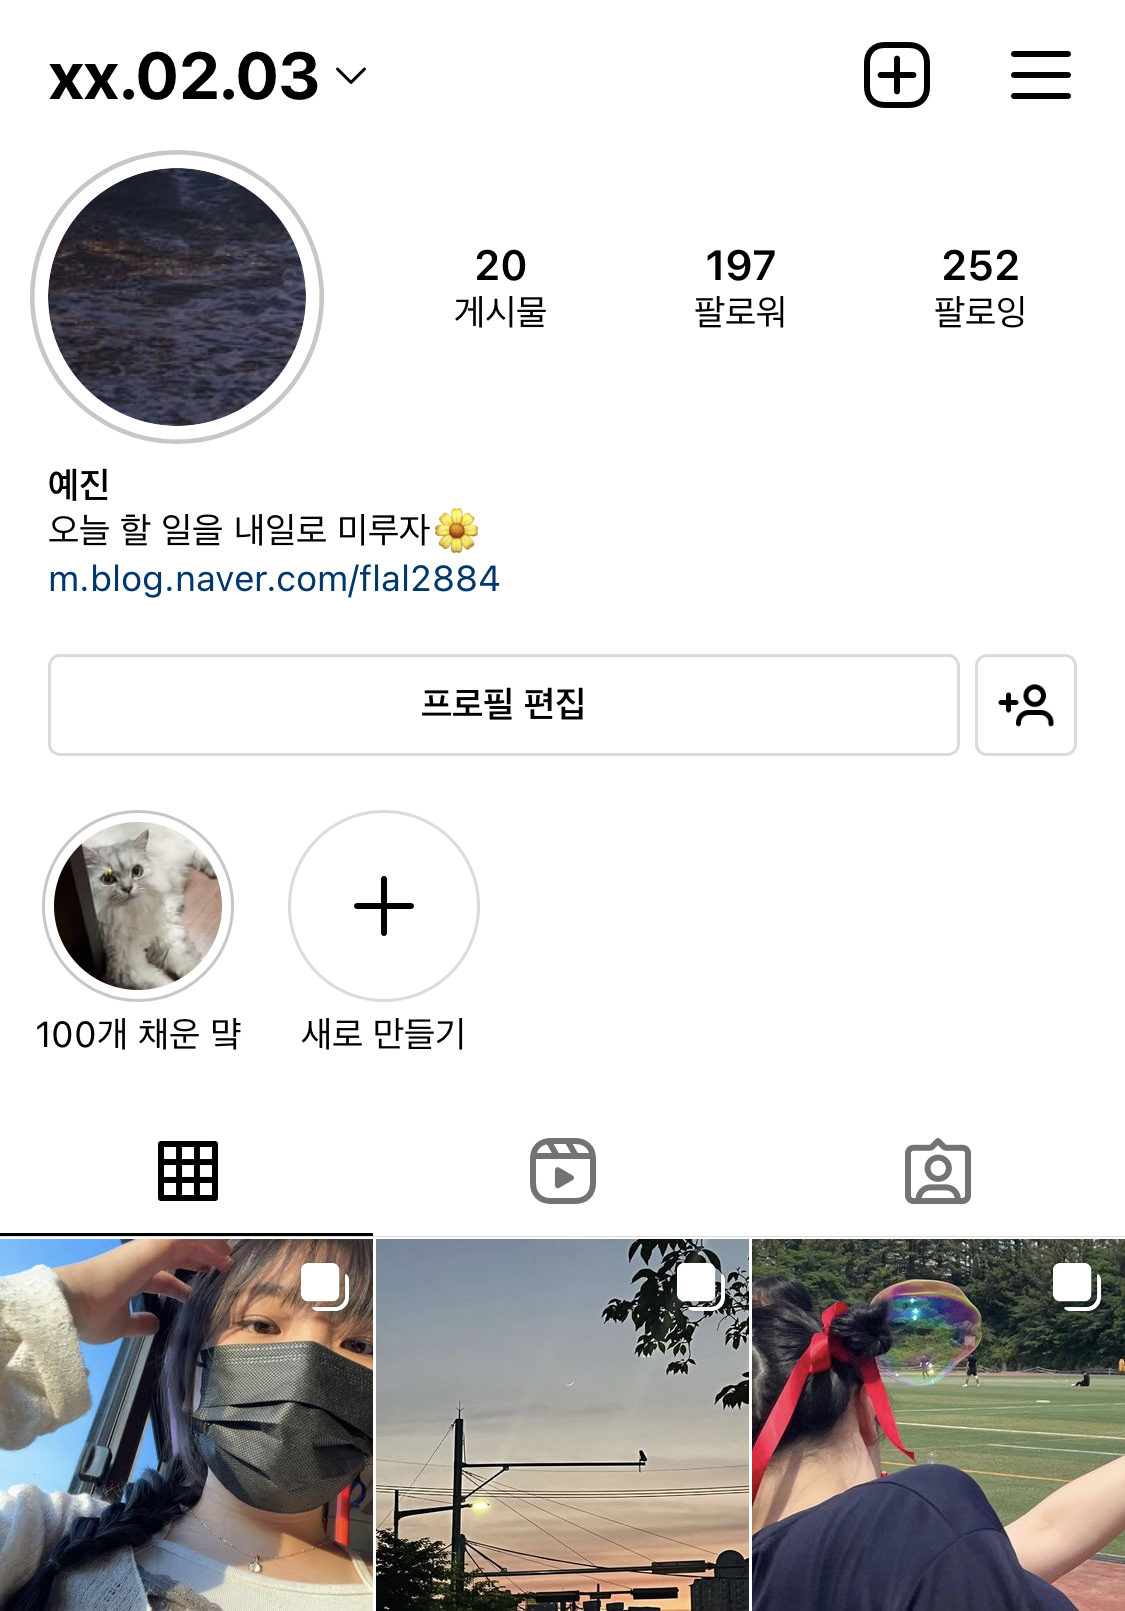 xx.02.03
20
게시물
197
팔로워
252
팔로잉
예진
오늘 할 일을 내일로 미루자🌼
m.blog.naver.com/flal2884
프로필 편집
100개 채운
새로 만들기